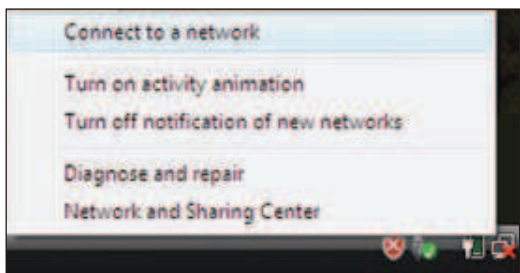 Connect to a network
Turn on activity animation
Turn off notification of new networks
Diagnose and repair
Network and Sharing Center